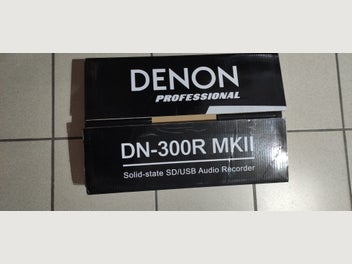 DENON
PROFESSIONAL
DN-300R MKII
Solid-state SD/USB Audio Recorder